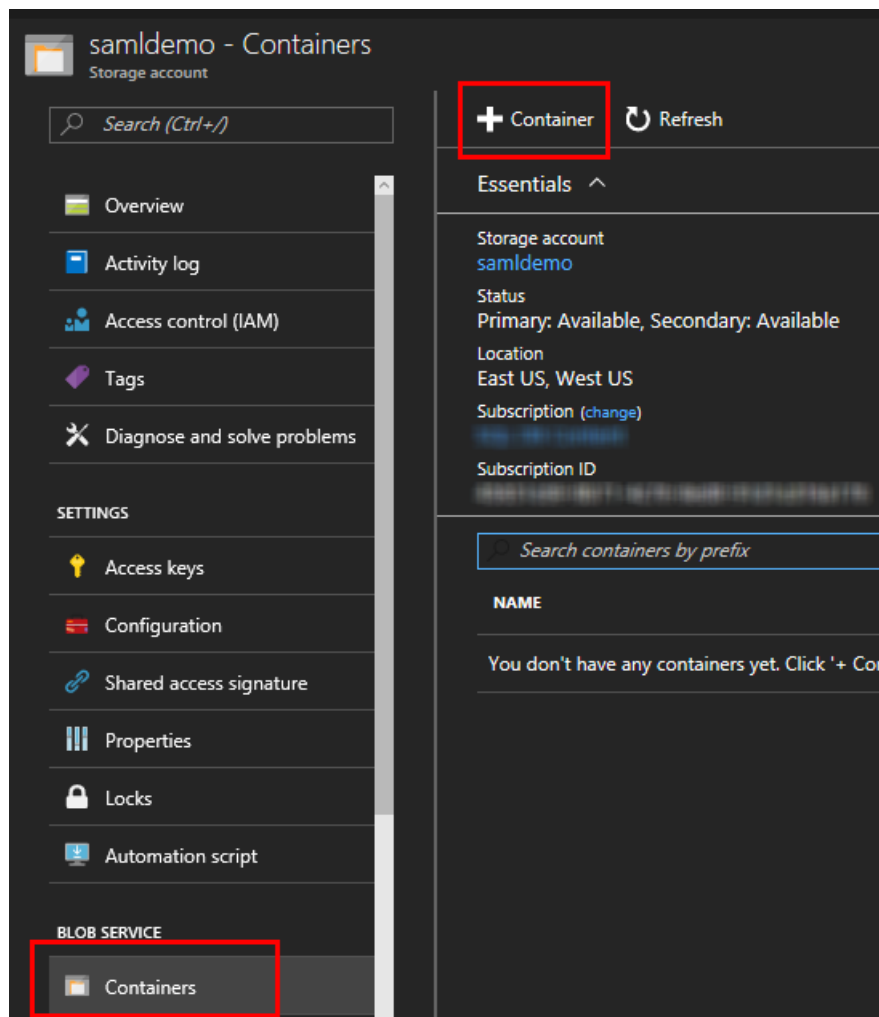 samldemo - Containers
Storage account
Search (Ctrl+/)
Overview
Activity log
Access control (IAM)
Tags
Diagnose and solve problems
SETTINGS
Access keys
Configuration
Shared access signature
Properties
Locks
Automation script
BLOB SERVICE
Containers
Container
Refresh
Essentials
Storage account
samldemo
Status
Primary: Available, Secondary: Available
Location
East US, West US
Subscription (change)
Subscription ID
Search containers by prefix
NAME
You don't have any containers yet. Click '+ Co